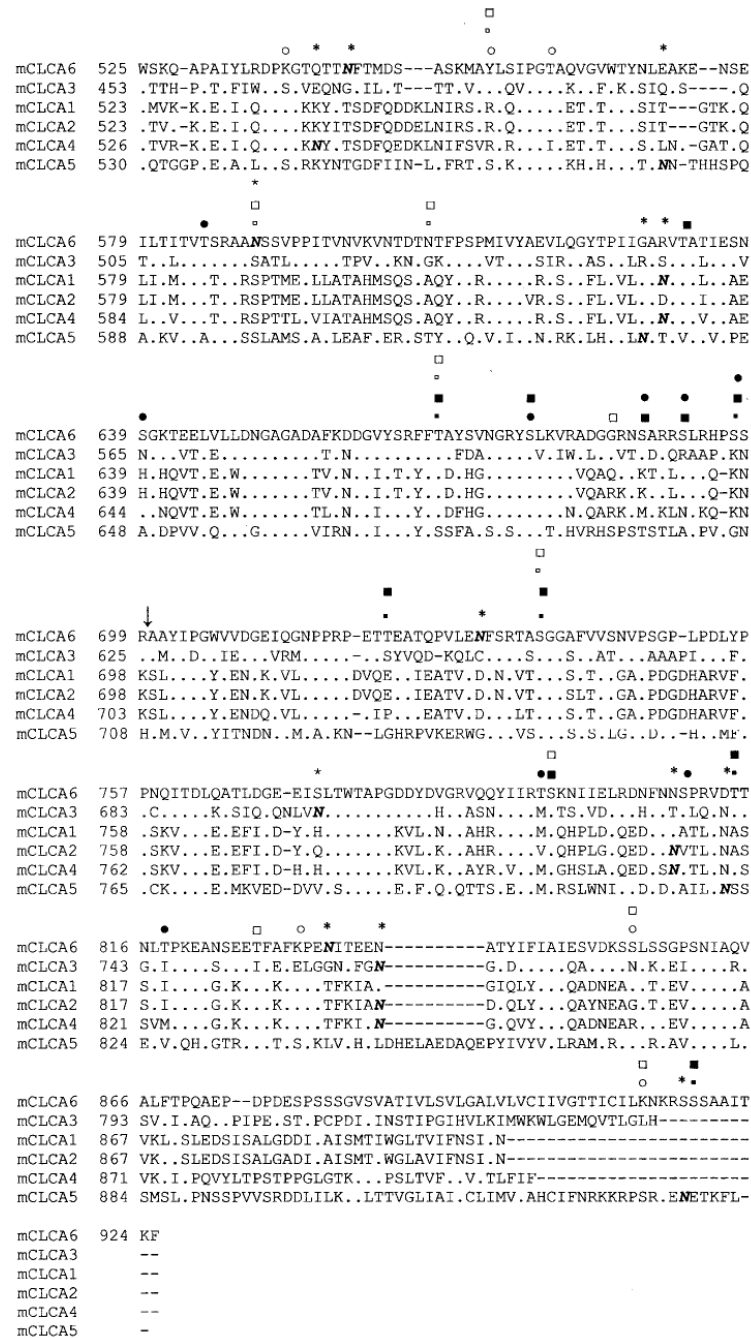 mCLCA6 525 WSKQ-APAIYLRDPKGTQTTNFTMDS---ASKMAYLSIPGTAQVGVWTYNLEAKE--NSE
mCLCA3 453 .TTH-P.T.FIW..S.VEQNG.IL.T---TT.V....QV....K..F.K.SIQS-----.Q
mCLCA1 523 .MVK-K.E.I.Q....KKY.TSDFQDDKLNIRS.R.Q....ET.T...SIT---GTK.Q
mCLCA2 523 .TV.-K.E.I.Q....KKYITSDFQDDKLNIRS.R.Q....ET.T...SIT---GTK.Q
mCLCA4 526 .TVR-K.E.I.Q....KNY.TSDFQEDKLNIFSVR.R..I.ET.T...SLN.-GAT.Q
mCLCA5 530 .QTGGP.E.A.L..S.RKYNTGDFIIN-L.FRT.S.K....KH.H...T.NN-THHSPQ
mCLCA6 579 ILTITVTSRAANSSVPPITVNVKVNTDTNTFPSPMIVYAEVLQGYTPIIGARVTATIESN
mCLCA3 505 T..L.......SATL....TPV..KN.GK....VT...SIR..AS..LR.S...L...V
mCLCA1 579 LI.M...T..RSPTME.LLATAHMSQS.AQY..R.....R..S..FL.VL..N...L..AE
mCLCA2 579 LI.M...T..RSPTME.LLATAHMSQS.AQY..R....VR.S..FL.VL..D...I..AE
mCLCA4 584 L..V...T..RSPTTL.VIATAHMSQS.AQY..R.....R..S..FL.VL..N...V..AE
mCLCA5 588 A.KV..A....SSLAMS.A.LEAF.ER.STY..Q.V.I..N.RK.LH..L.N.T.V..V.PE
mCLCA6 639 SGKTEELVLLDNGAGADAFKDDGVYSRFFTAYSVNGRYSLKVRADGGRNSARRSLRHPSS
mCLCA3 565 N...VT.E.........T.N..........FDA.....V.IW.L..VT.D.QRAAP.KN
mCLCA1 639 H.HQVT.E.W.......TV.N..I.T.Y..D.HG.........VQAQ..KT.L...Q-KN
mCLCA2 639 H.HQVT.E.W.......TV.N..I.T.Y..D.HG.........VQARK.K..L...Q-KN
mCLCA4 644 ..NQVT.E.W.......TL.N..I...Y..DFHG........N.QARK.M.KLN.KQ-KN
mCLCA5 648 A.DPVV.Q...G.....VIRN..I...Y.SSFA.S.S...T.HVRHSPSTSTLA.PV.GN
mCLCA6 699 RAAYIPGWVVDGEIQGNPPRPE-TTEATQPVLENFSRTASGGAFVVSNVPSGP-LPDLYP
mCLCA3 625 ..M..D..IE...VRM.....-.SYVQD-KQLC....S...S..AT...AAAPI...F.
mCLCA1 698 KSL....Y.EN.K.VL.....DVQE..IEATV.D.N.VT...S.T..GA.PDGDHARVF.
mCLCA2 698 KSL....Y.EN.K.VL.....DVQE..IEATV.D.N.VT...SLT..GA.PDGDHARVF.
mCLCA4 703 KSL....Y.ENDQ.VL.....-.IP...EATV.D...LT...S.T..GA.PDGDHARVF.
mCLCA5 708 H.M.V..YITNDN..M.A.KN--LGHRPVKERWG...VS...S.S.LG..D..-H..MF.
mCLCA6 757 PNQITDLQATLDGE-EISLTWTAPGDDYDVGRVQQYIIRTSKNIIELRDNFNNSPRVDTT
mCLCA3 683 .C.....K.SIQ.QNLVN...........H..ASN....M.TS.VD...H..T.LQ.N..
mCLCA1 758 .SKV...E.EFI.D-Y.H........KVL.N..AHR....M.QHPLD.QED..ATLNAS
mCLCA2 758 .SKV...E.EFI.D-Y.Q........KVL.K..AHR....V.QHPLG.QED..NVTL.NAS
mCLCA4 762 .SKV...E.EFI.D-H.H........KVL.K..AYR.V..M.GHSLA.QED.SNTL.N.S
mCLCA5 765 .CK....E.MKVED-DVV.S......E.F.Q.QTTS.E..M.RSLWNI..D.AIL.NSS
mCLCA6 816 NLTPKEANSEETFAFKPENITEEN----------ATYIFIAIESVDKSSLSSGPSNIAQV
mCLCA3 743 G.I....S..I.E.ELGGN.FGN----------G.D.....QA....N.K.EI....R.
mCLCA1 817 S.I....G.K...K....TFKIA.----------GIQLY...QADNEA..T.EV.....A
mCLCA2 817 S.I....G.K...K....TFKIAN----------D.QLY...QAYNEAG.T.EV.....A
mCLCA4 821 SVM....G.K...K....TFKI.N----------G.QVY...QADNEAR...EV.....A
mCLCA5 824 E.V.QH.GTR...T.S.KLV.H.LDHELAEDAQEPYIVYV.LRAM.R...R.AV....L.
mCLCA6 866 ALFTPQAEP--DPDESPSSSGVSVATIVLSVLGALVLVCIIVGTTICILKNKRSSSAAIT
mCLCA3 793 SV.I.AQ..PIPE.ST.PCPDI.INSTIPGIHVLKIMWKWLGEMQVTLGLH---------
mCLCA1 867 VKL.SLEDSISALGDDI.AISMTIWGLTVIFNSI.N------------------------
mCLCA2 867 VK..SLEDSISALGADI.AISMT.WGLAVIFNSI.N------------------------
mCLCA4 871 VK.I.PQVYLTPSTPPGLGTK...PSLTVF..V.TLFIF---------------------
mCLCA5 884 SMSL.PNSSPVVSRDDLILK..LTTVGLIAI.CLIMV.AHCIFNRKKRPSR.ENETKFL-
mCLCA6 924 KF
mCLCA3 --
mCLCA1 --
mCLCA2 --
mCLCA4 --
mCLCA5 -